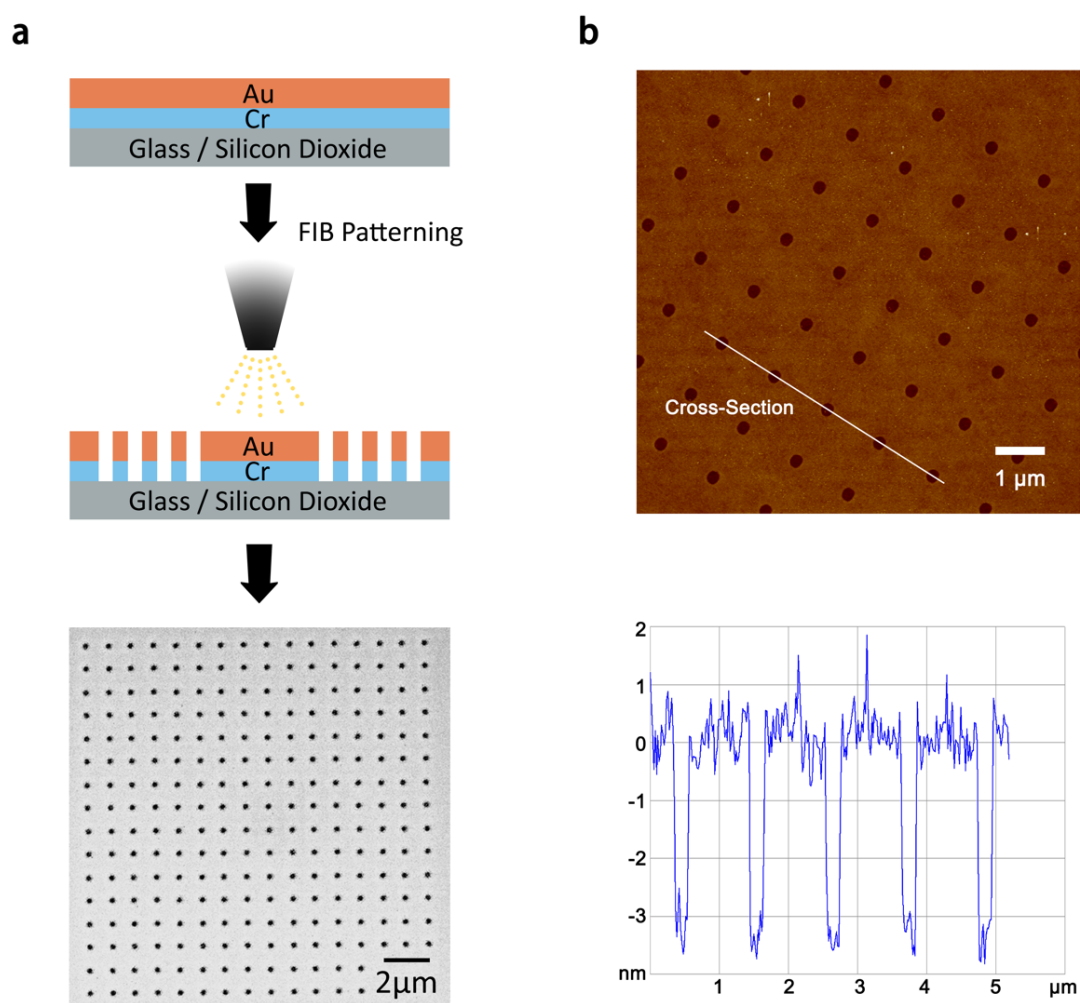 a
Au
Cr
Glass / Silicon Dioxide
FIB Patterning
Au
Cr
Glass / Silicon Dioxide
2μm
b
Cross-Section
1 μm
2
1
0
-1
-2
-3
nm
1 2 3 4 5 μm